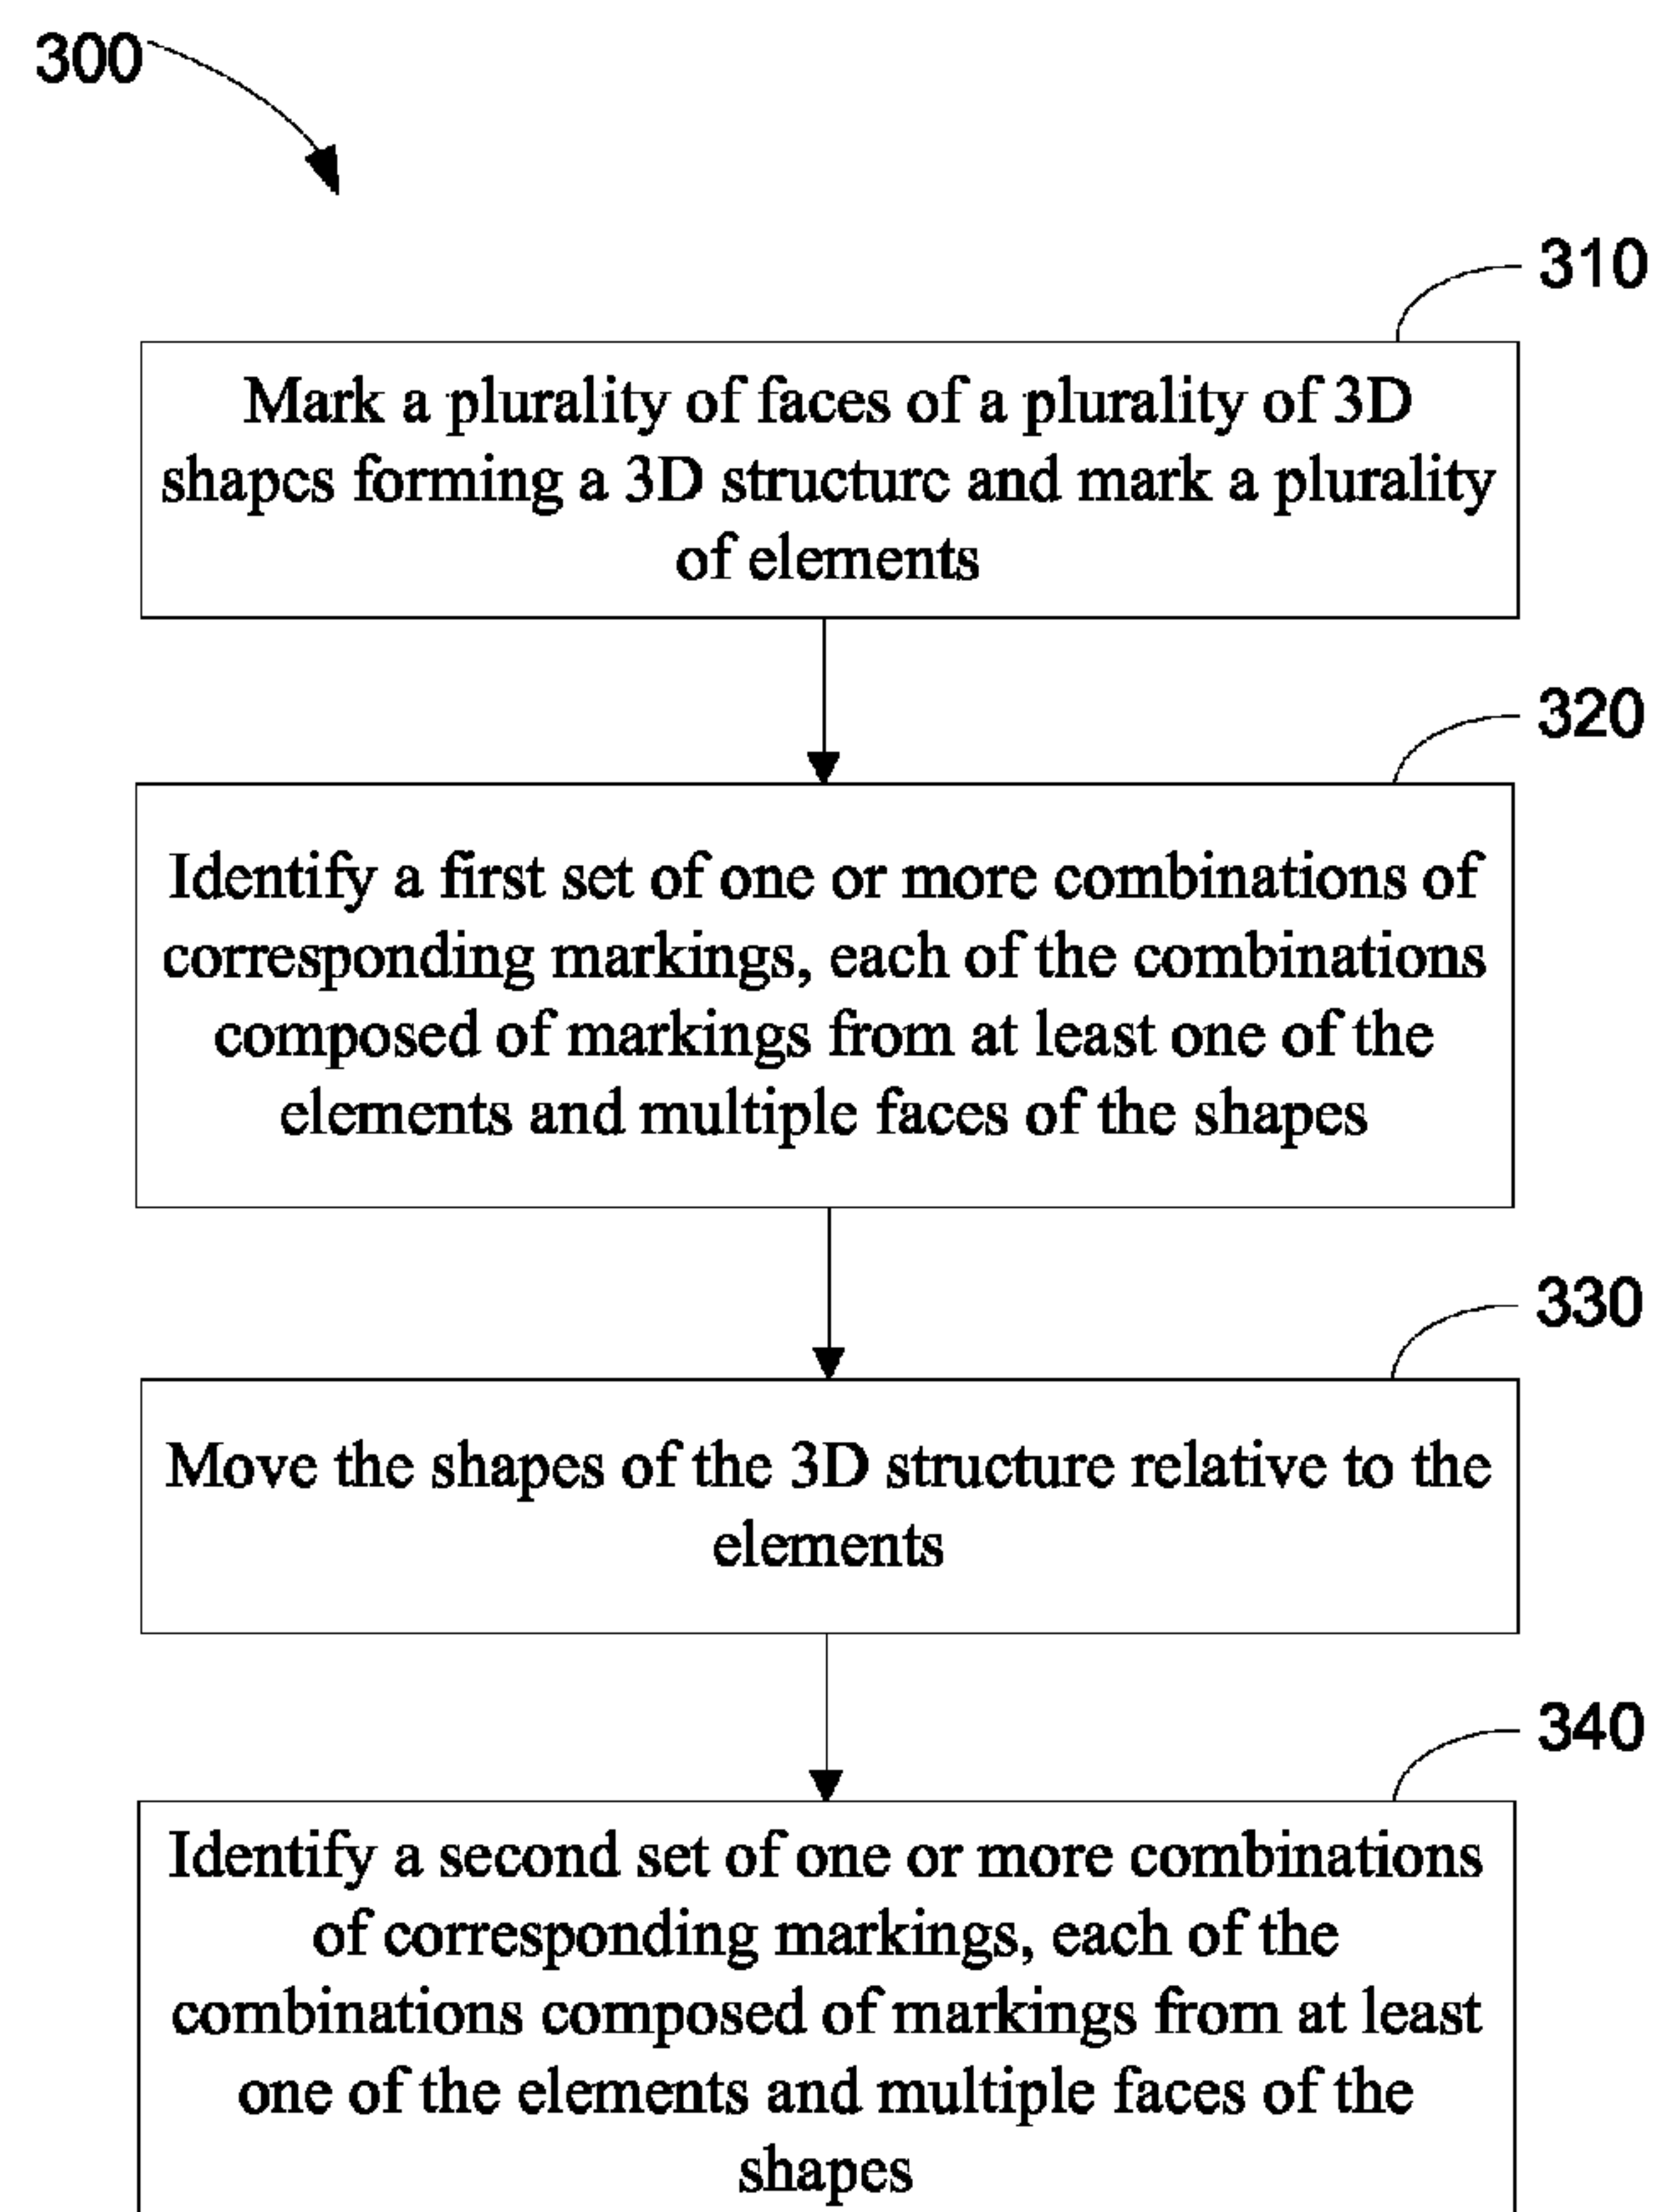 300
310
Mark a plurality of faces of a plurality of 3D
shapes forming a 3D structure and mark a plurality
of elements
320
Identify a first set of one or more combinations of
corresponding markings, each of the combinations
composed of markings from at least one of the
elements and multiple faces of the shapes
330
Move the shapes of the 3D structure relative to the
elements
340
Identify a second set of one or more combinations
of corresponding markings, each of the
combinations composed of markings from at least
one of the elements and multiple faces of the
shapes